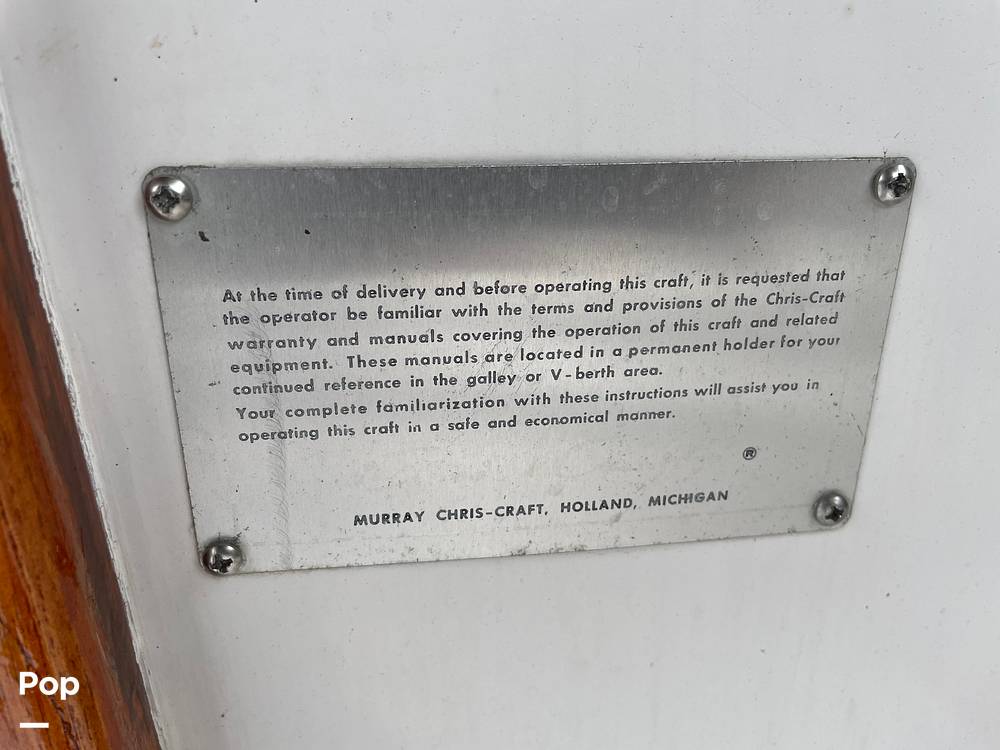 At the time of delivery and before operating this craft, it is requested that
the operator be familiar with the terms and provisions of the Chris-Craft
warranty and manuals covering the operation of this craft and related
equipment. These manuals are located in a permanent holder for your
continued reference in the galley or V-berth area.
Your complete familiarization with these instructions will assist you in
operating this craft in a safe and economical manner.
®
MURRAY CHRIS-CRAFT, HOLLAND, MICHIGAN
Pop